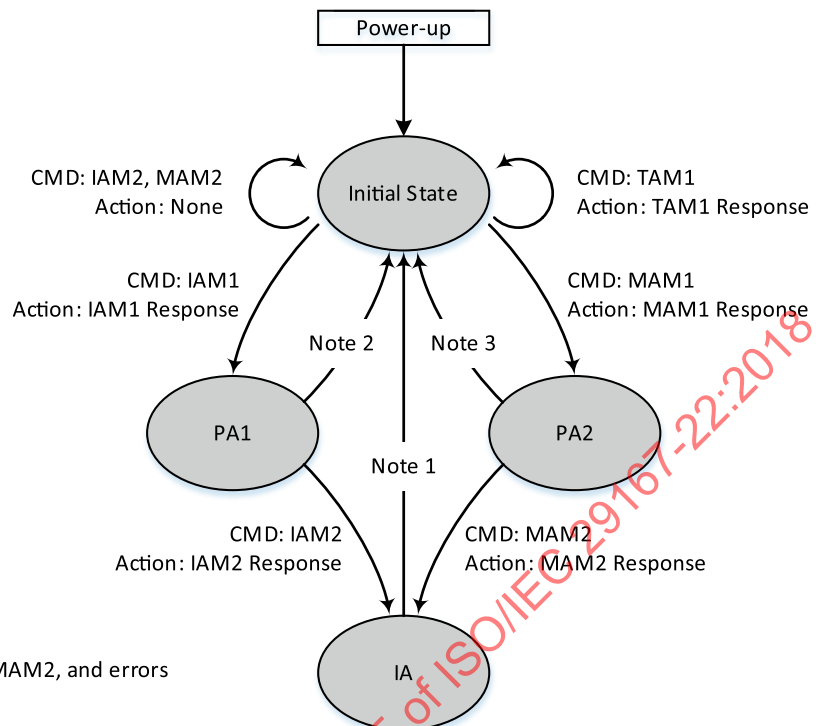 Power-up
CMD: IAM2, MAM2
Action: None
Initial State
CMD: TAM1
Action: TAM1 Response
CMD: IAM1
Action: IAM1 Response
CMD: MAM1
Action: MAM1 Response
Note 2
Note 3
PA1
PA2
Note 1
CMD: IAM2
Action: IAM2 Response
CMD: MAM2
Action: MAM2 Response
MAM2, and errors
IA
of ISO/IEC 29167-22:2018